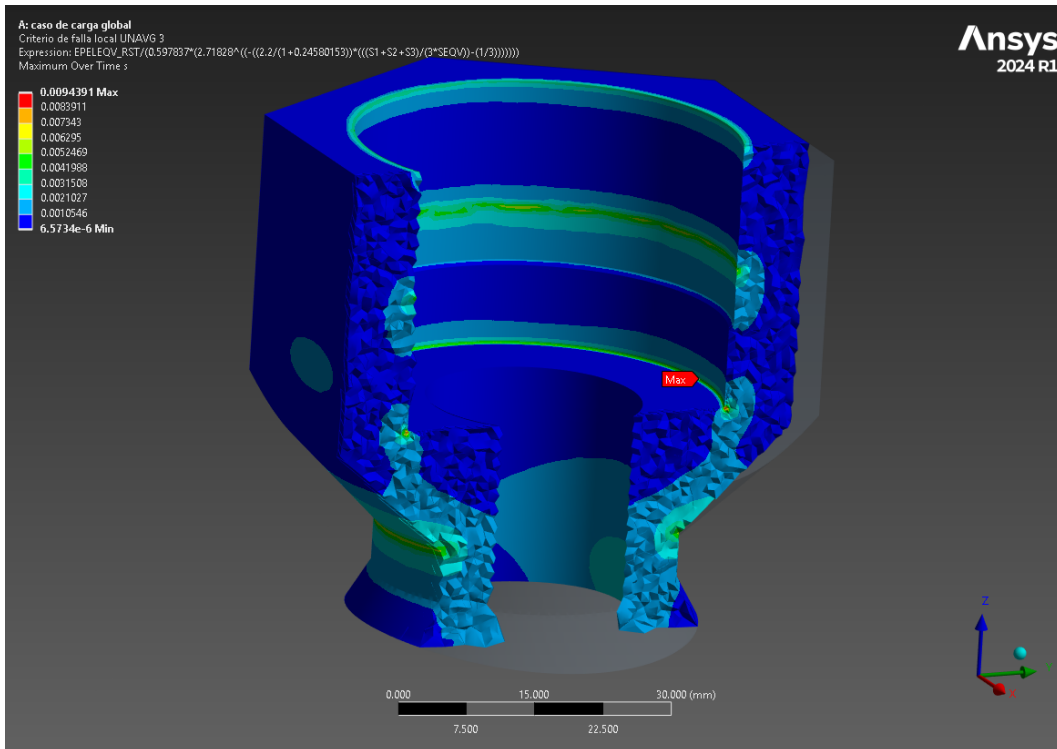 A: caso de carga global
Criterio de falla local UNAVG 3
Expression: EPELEQV_RST/(0.597837*(2.71828^((-((2.2/(1+0.24580153))*(((S1+S2+S3)/(3*SEQV))-(1/3)))))))
Maximum Over Time s
0.0094391 Max
0.0083911
0.007343
0.006295
0.0052469
0.0041988
0.0031508
0.0021027
0.0010546
6.5734e-6 Min
Ansys
2024 R1
Max
Z
Y
X
0.000
15.000
30.000 (mm)
7.500
22.500